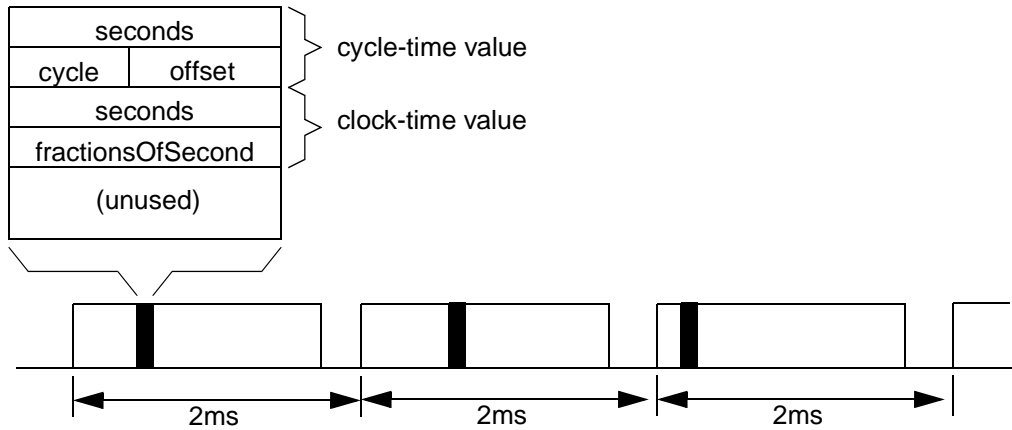 seconds
cycle-time value
cycle offset
seconds
clock-time value
fractionsOfSecond
(unused)
2ms 2ms 2ms